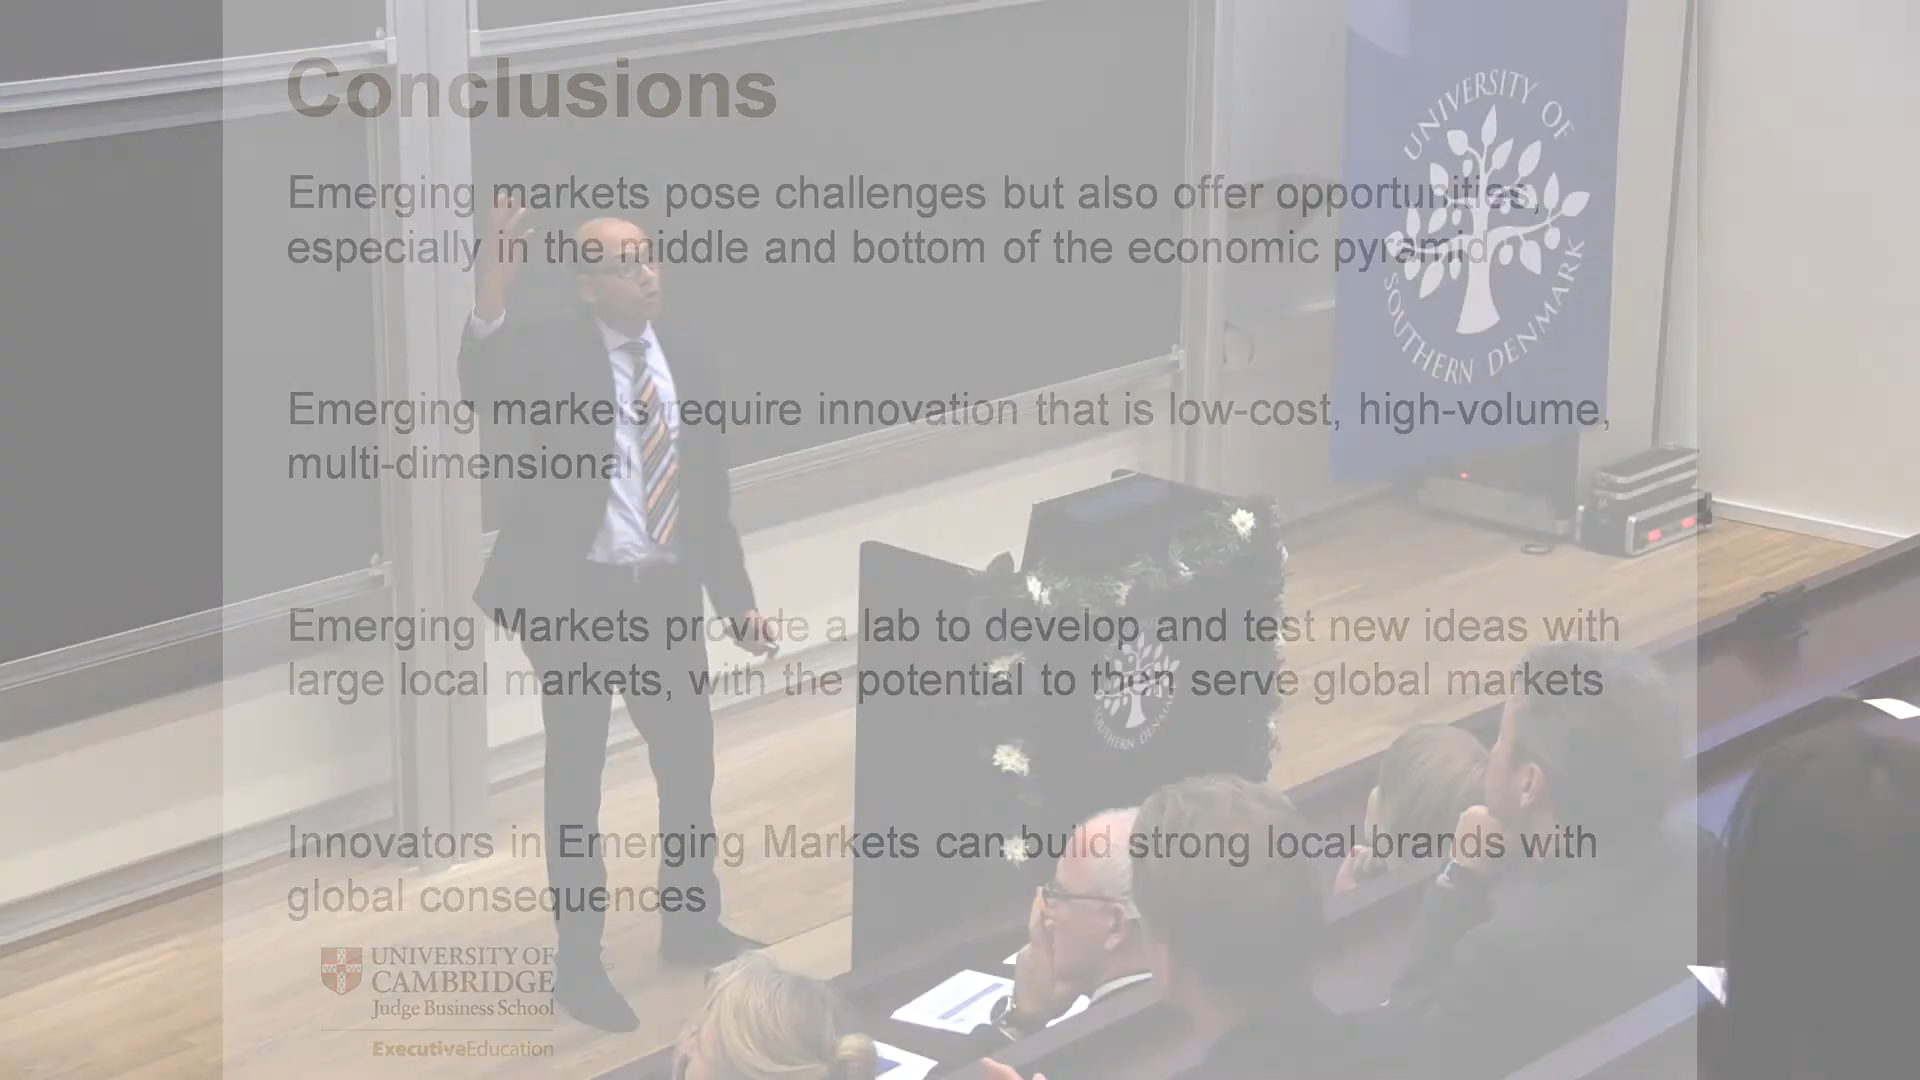 Conclusions
Emerging markets pose challenges but also offer opportunities,
especially in the middle and bottom of the economic pyramid
Emerging markets require innovation that is low-cost, high-volume,
multi-dimensional
Emerging Markets provide a lab to develop and test new ideas with
large local markets, with the potential to then serve global markets
Innovators in Emerging Markets can build strong local brands with
global consequences
UNIVERSITY OF
CAMBRIDGE
Judge Business School
ExecutiveEducation
UNIVERSITY OF
SOUTHERN DENMARK
SOUTHERN DENMARK